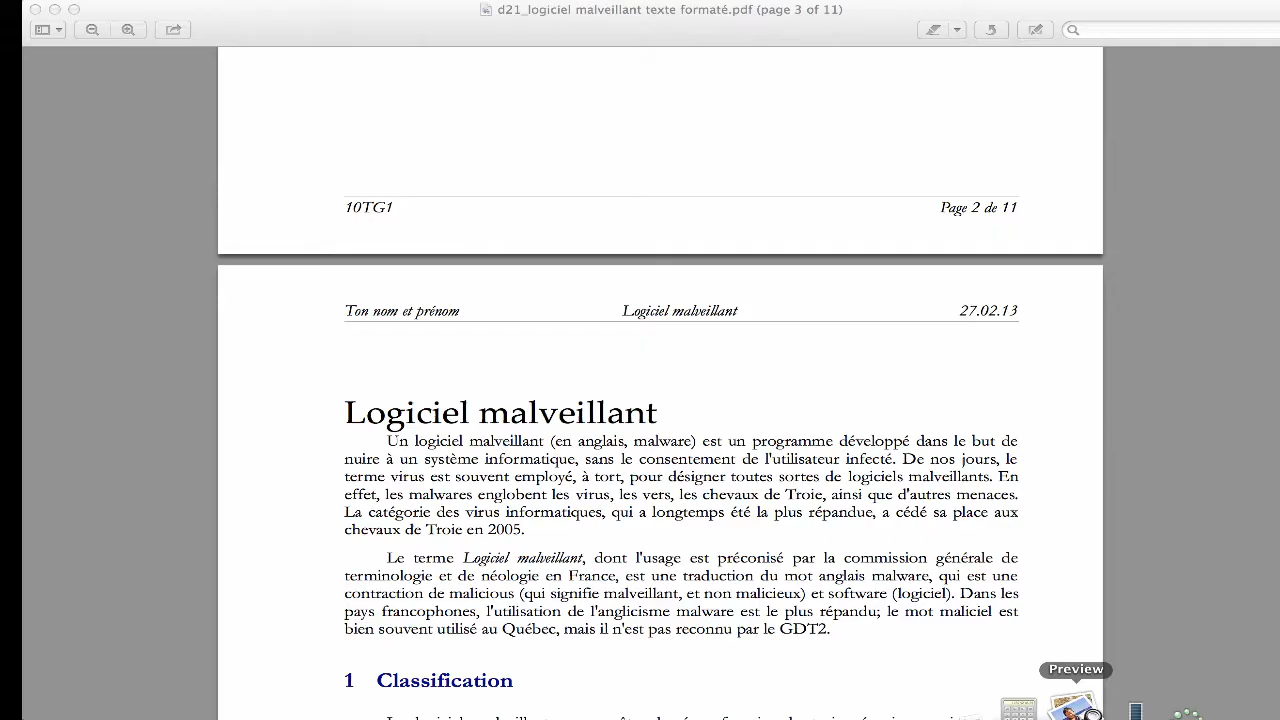 d21_logiciel malveillant texte formaté.pdf (page 3 of 11)
10TG1 Page 2 de 11
Ton nom et prénom Logiciel malveillant 27.02.13
Logiciel malveillant
Un logiciel malveillant (en anglais, malware) est un programme développé dans le but de
nuire à un système informatique, sans le consentement de l'utilisateur infecté. De nos jours, le
terme virus est souvent employé, à tort, pour désigner toutes sortes de logiciels malveillants. En
effet, les malwares englobent les virus, les vers, les chevaux de Troie, ainsi que d'autres menaces.
La catégorie des virus informatiques, qui a longtemps été la plus répandue, a cédé sa place aux
chevaux de Troie en 2005.
Le terme Logiciel malveillant, dont l'usage est préconisé par la commission générale de
terminologie et de néologie en France, est une traduction du mot anglais malware, qui est une
contraction de malicious (qui signifie malveillant, et non malicieux) et software (logiciel). Dans les
pays francophones, l'utilisation de l'anglicisme malware est le plus répandu; le mot maliciel est
bien souvent utilisé au Québec, mais il n'est pas reconnu par le GDT2.
Preview
1 Classification